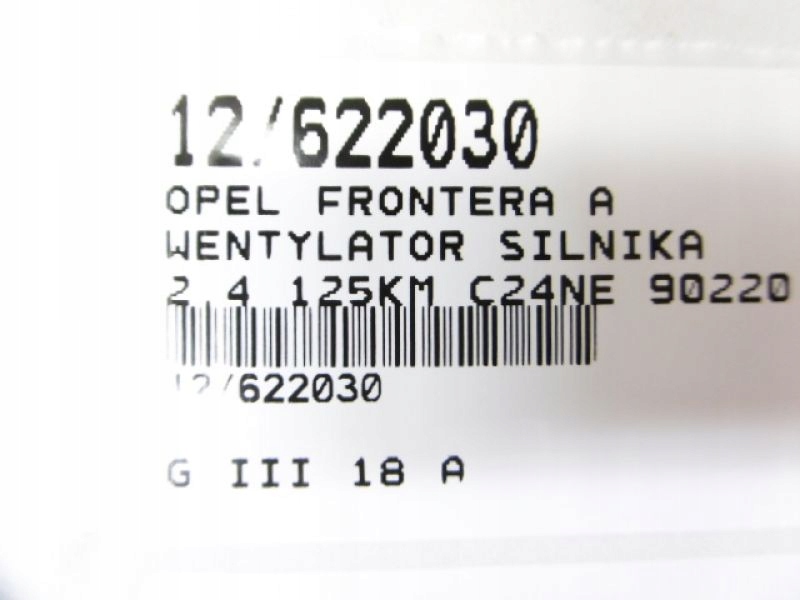 12/622030
OPEL FRONTERA A
WENTYLATOR SILNIKA
2.4 125KM C24NE 90220
12/622030
G III 18 A